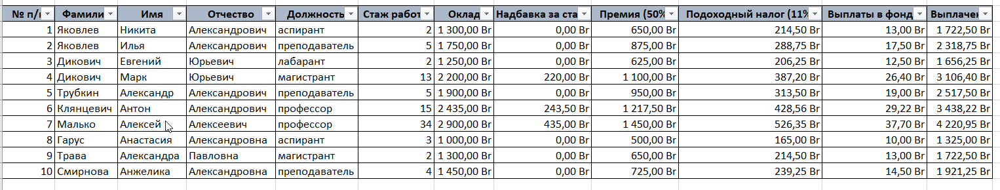 № п/ Фамили Имя Отчество Должность Стаж работ Оклад Надбавка за ста Премия (50% Подоходный налог (11% Выплаты в фонд Выплачен
1 Яковлев Никита Александрович аспирант 2 1 300,00 Br 0,00 Br 650,00 Br 214,50 Br 13,00 Br 1 722,50 Br
2 Яковлев Илья Александрович преподаватель 5 1 750,00 Br 0,00 Br 875,00 Br 288,75 Br 17,50 Br 2 318,75 Br
3 Дикович Евгений Юрьевич лабарант 2 1 250,00 Br 0,00 Br 625,00 Br 206,25 Br 12,50 Br 1 656,25 Br
4 Дикович Марк Юрьевич магистрант 13 2 200,00 Br 220,00 Br 1 100,00 Br 387,20 Br 26,40 Br 3 106,40 Br
5 Трубкин Александр Александрович преподаватель 5 1 900,00 Br 0,00 Br 950,00 Br 313,50 Br 19,00 Br 2 517,50 Br
6 Клянцевич Антон Александрович профессор 15 2 435,00 Br 243,50 Br 1 217,50 Br 428,56 Br 29,22 Br 3 438,22 Br
7 Малько Алексей Алексеевич профессор 34 2 900,00 Br 435,00 Br 1 450,00 Br 526,35 Br 37,70 Br 4 220,95 Br
8 Гарус Анастасия Александровна аспирант 3 1 000,00 Br 0,00 Br 500,00 Br 165,00 Br 10,00 Br 1 325,00 Br
9 Трава Александра Павловна магистрант 2 1 300,00 Br 0,00 Br 650,00 Br 214,50 Br 13,00 Br 1 722,50 Br
10 Смирнова Анжелика Александровна преподаватель 4 1 450,00 Br 0,00 Br 725,00 Br 239,25 Br 14,50 Br 1 921,25 Br